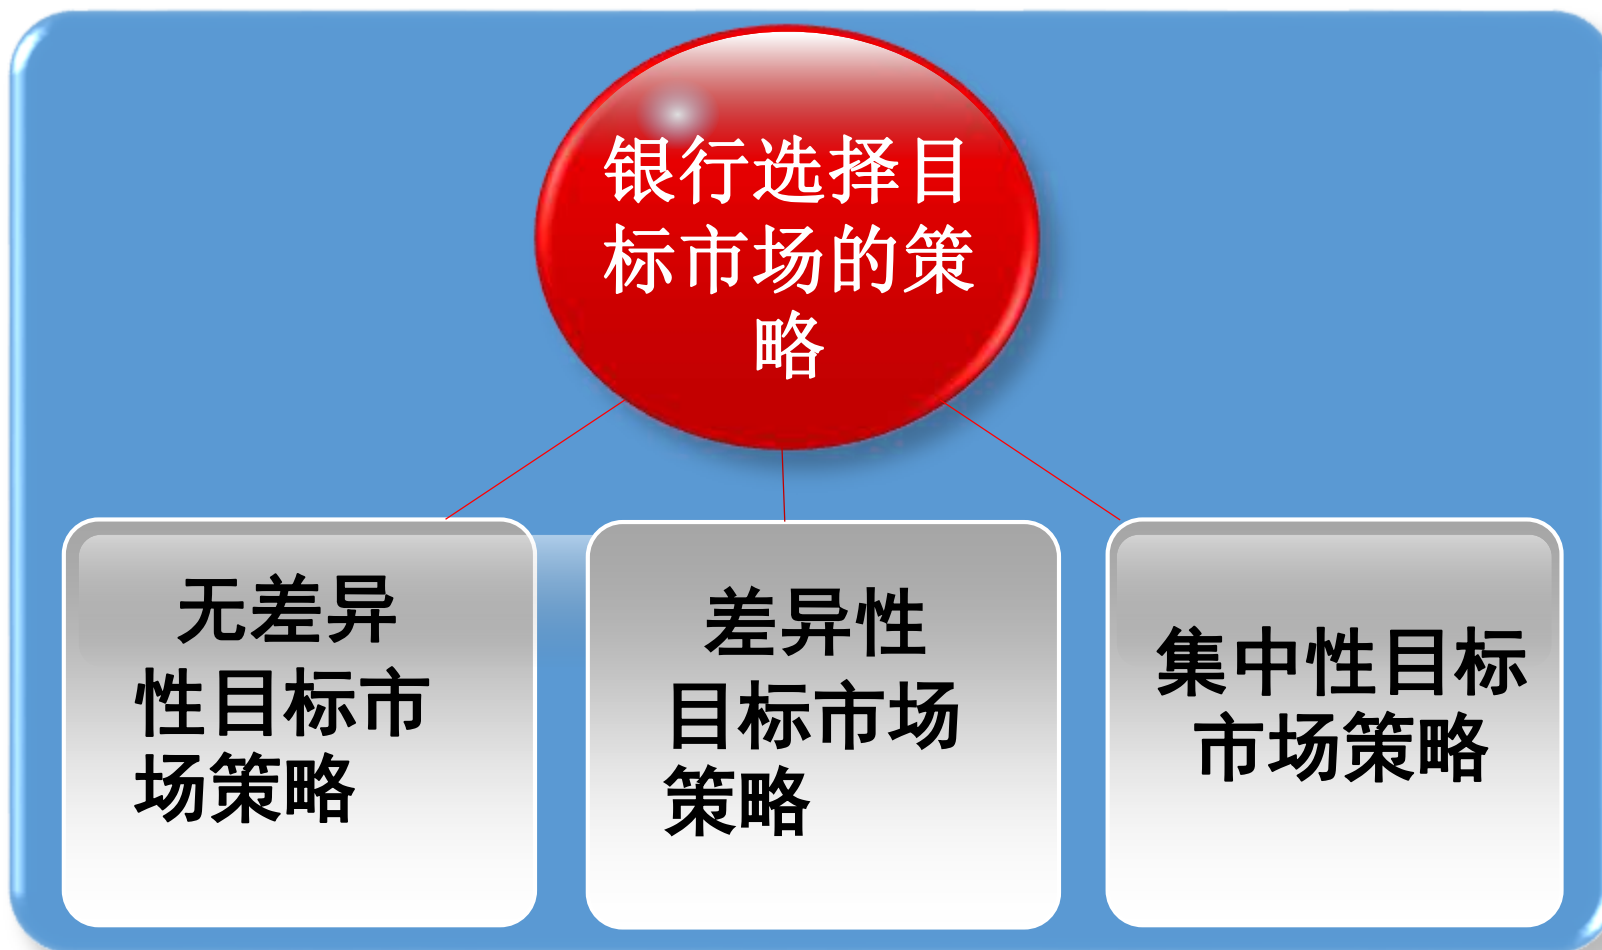 银行选择目
标市场的策
略
无差异
性目标市
场策略
差异性
目标市场
策略
集中性目标
市场策略